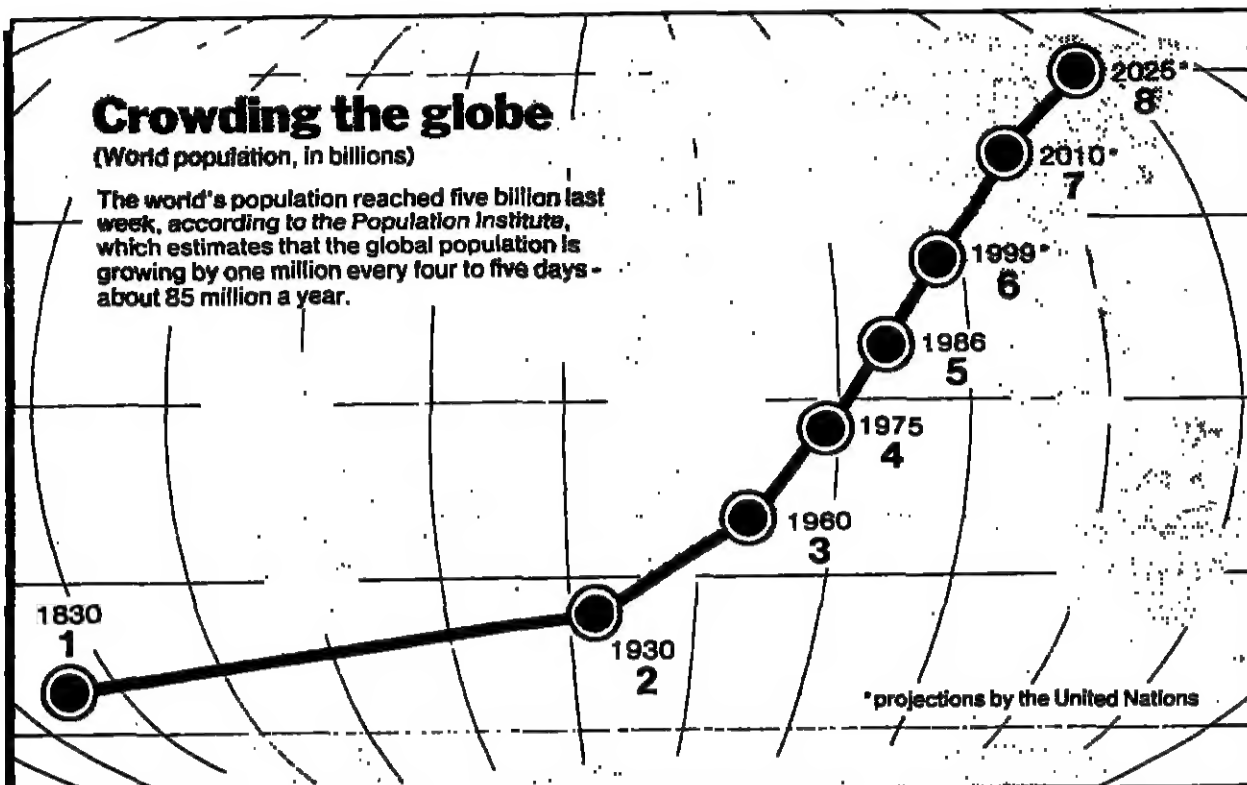 Crowding the globe
(World population, in billions)
The world's population reached five billion last
week, according to the Population Institute,
which estimates that the global population is
growing by one million every four to five days -
about 85 million a year.
2025*
8
2010*
7
1999*
6
1986
5
1975
4
1960
3
1930
2
1830
1
*projections by the United Nations